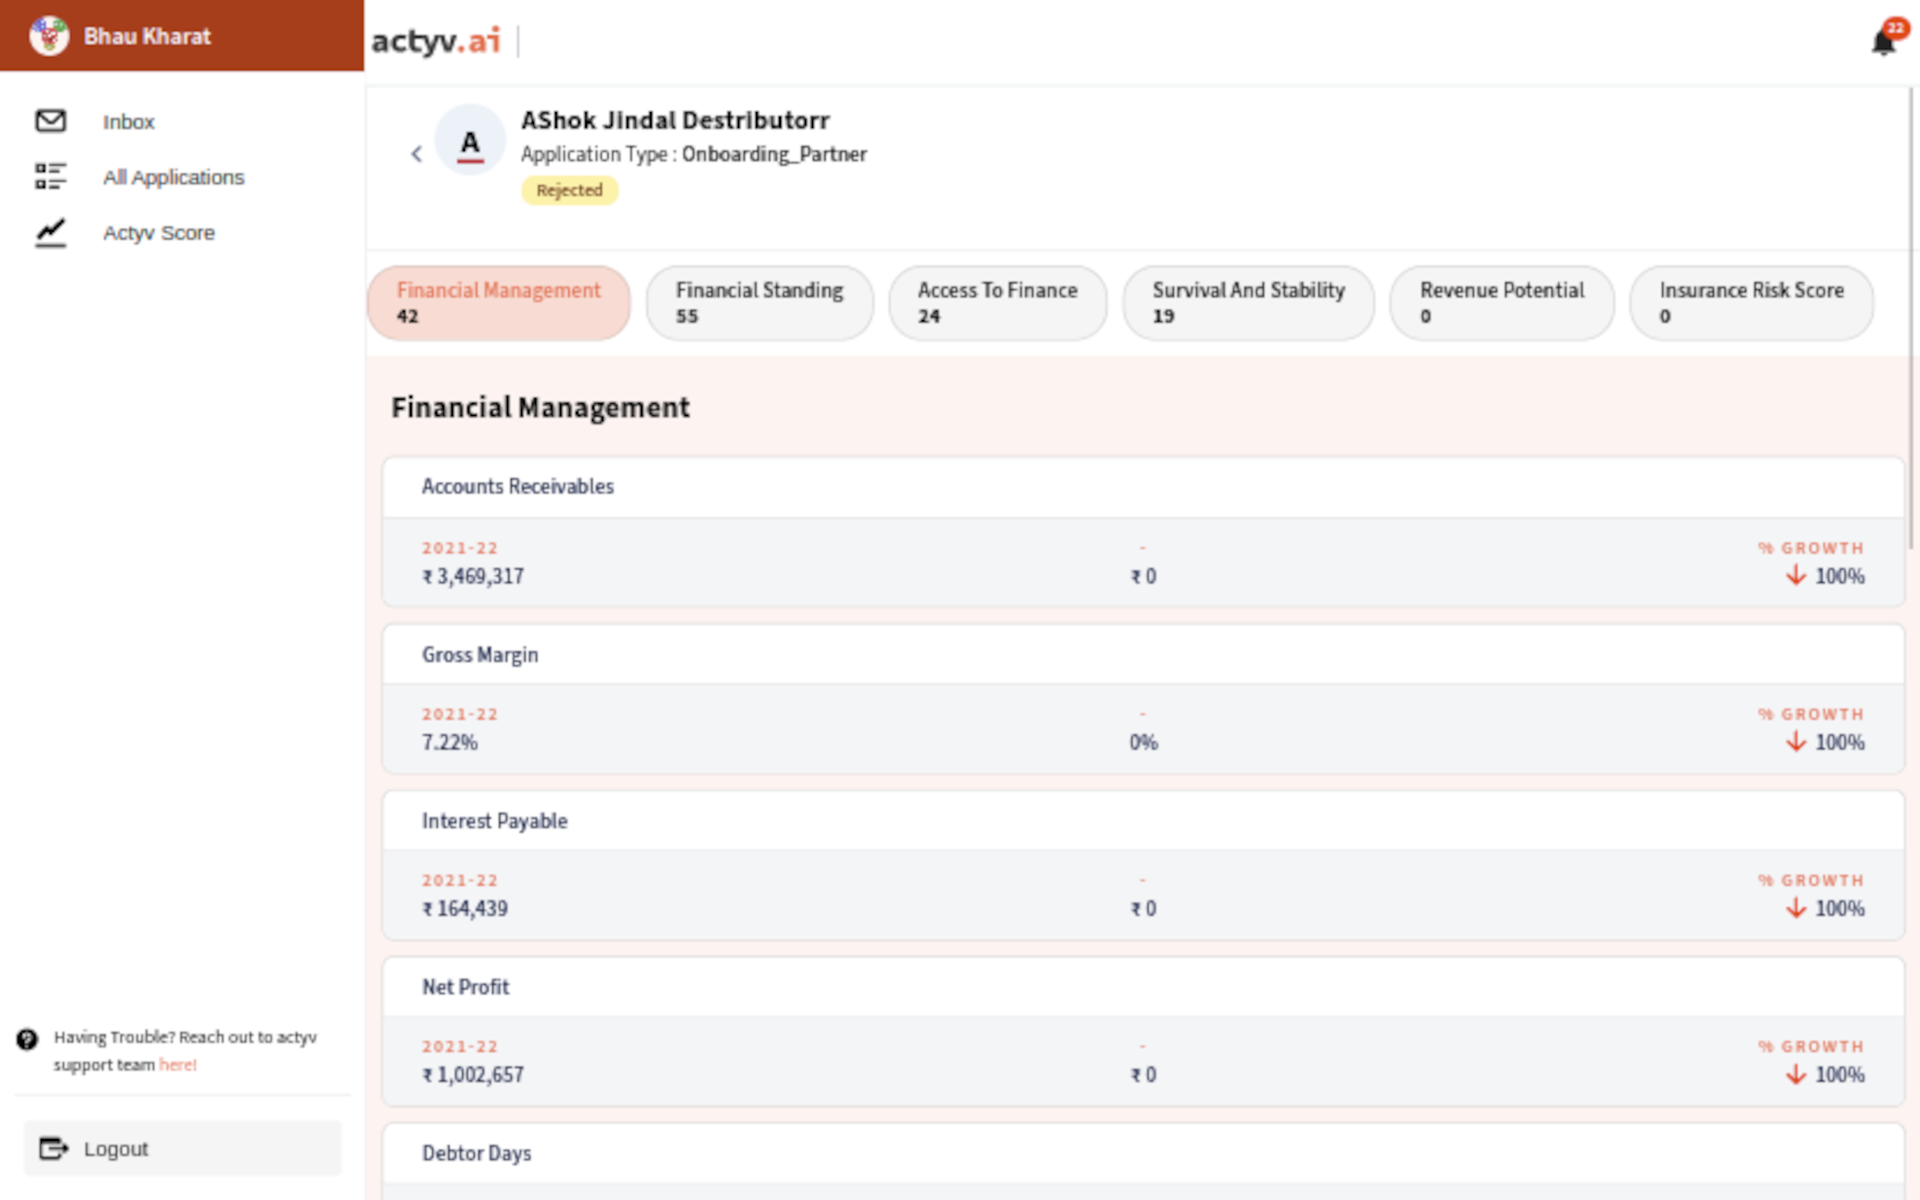 Bhau Kharat
actyv.ai
22
Inbox
All Applications
Actyv Score
AShok Jindal Destributorr
A
Application Type : Onboarding_Partner
Rejected
Financial Management
42
Financial Standing
55
Access To Finance
24
Survival And Stability
19
Revenue Potential
0
Insurance Risk Score
0
Financial Management
Accounts Receivables
2021-22 - % GROWTH
₹ 3,469,317 ₹ 0 100%
Gross Margin
2021-22 - % GROWTH
7.22% 0% 100%
Interest Payable
2021-22 - % GROWTH
₹ 164,439 ₹ 0 100%
Net Profit
2021-22 - % GROWTH
₹ 1,002,657 ₹ 0 100%
Debtor Days
Having Trouble? Reach out to actyv
support team here!
Logout